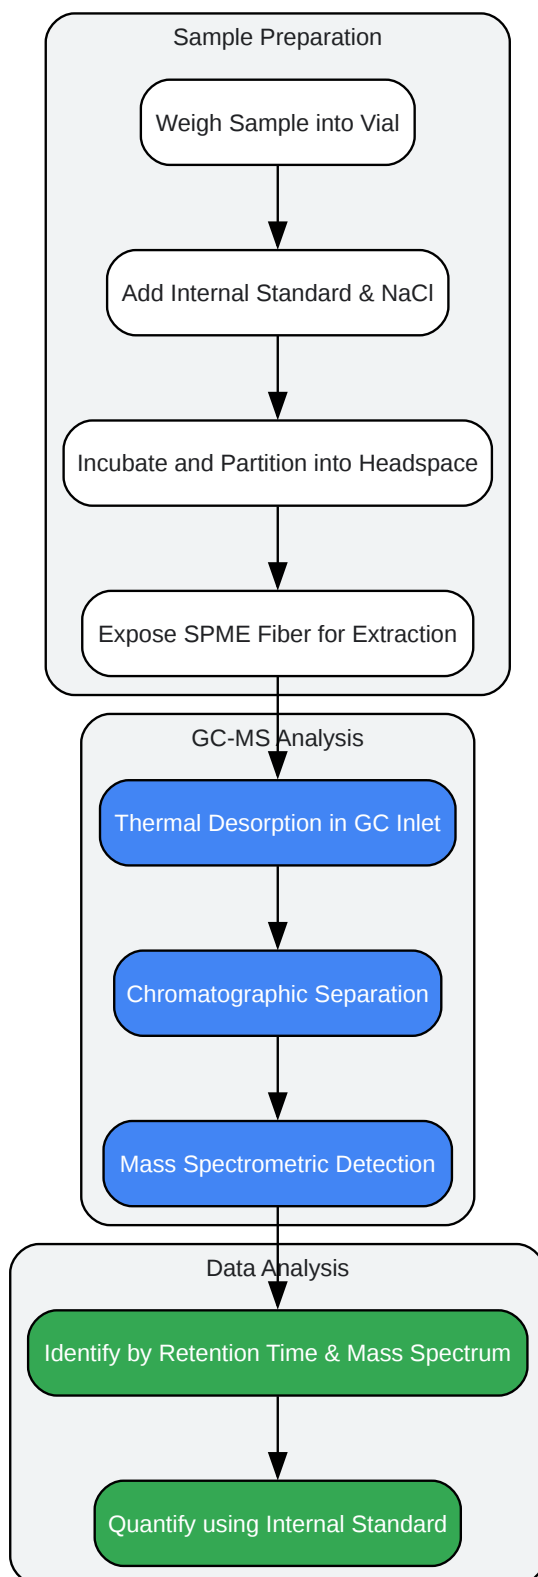 Sample Preparation
Weigh Sample into Vial
Add Internal Standard & NaCl
Incubate and Partition into Headspace
Expose SPME Fiber for Extraction
GC-MS Analysis
Thermal Desorption in GC Inlet
Chromatographic Separation
Mass Spectrometric Detection
Data Analysis
Identify by Retention Time & Mass Spectrum
Quantify using Internal Standard